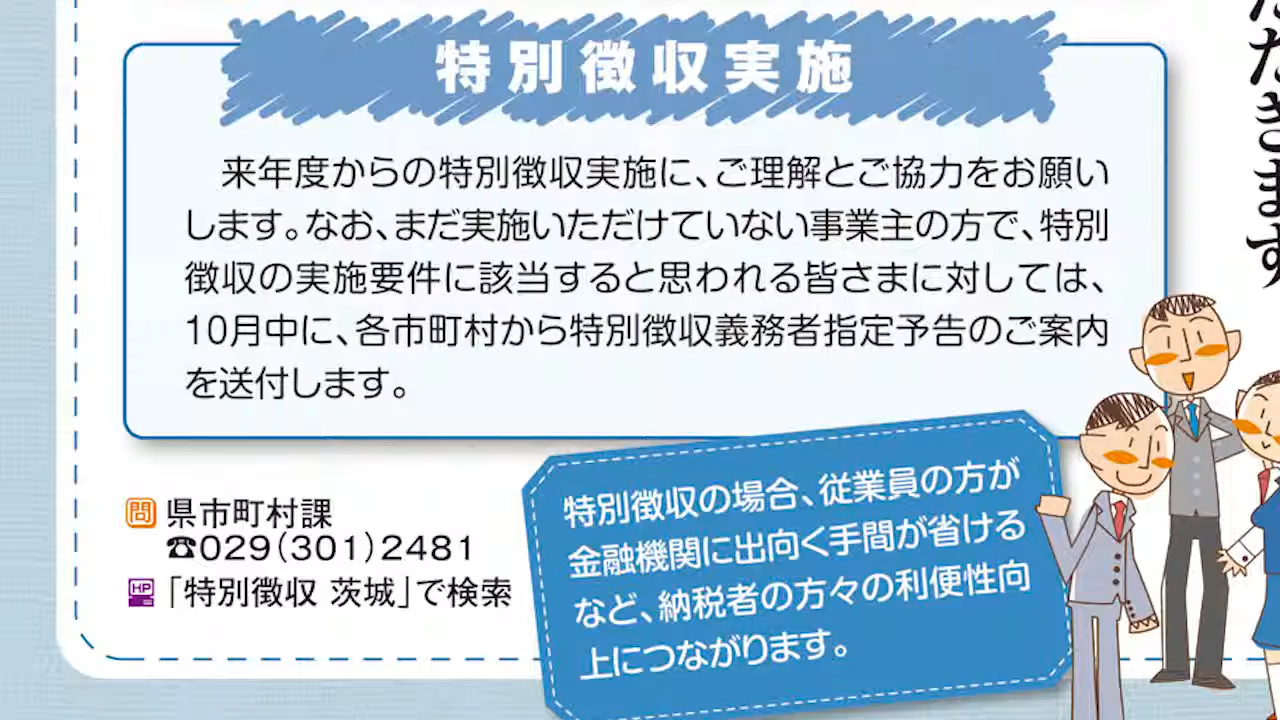 特別徴収実施
来年度からの特別徴収実施に、ご理解とご協力をお願い
します。なお、まだ実施いただけていない事業主の方で、特別
徴収の実施要件に該当すると思われる皆さまに対しては、
10月中に、各市町村から特別徴収義務者指定予告のご案内
を送付します。
だきます
問 県市町村課
☎029(301)2481
HP 「特別徴収 茨城」で検索
特別徴収の場合、従業員の方が
金融機関に出向く手間が省ける
など、納税者の方々の利便性向
上につながります。